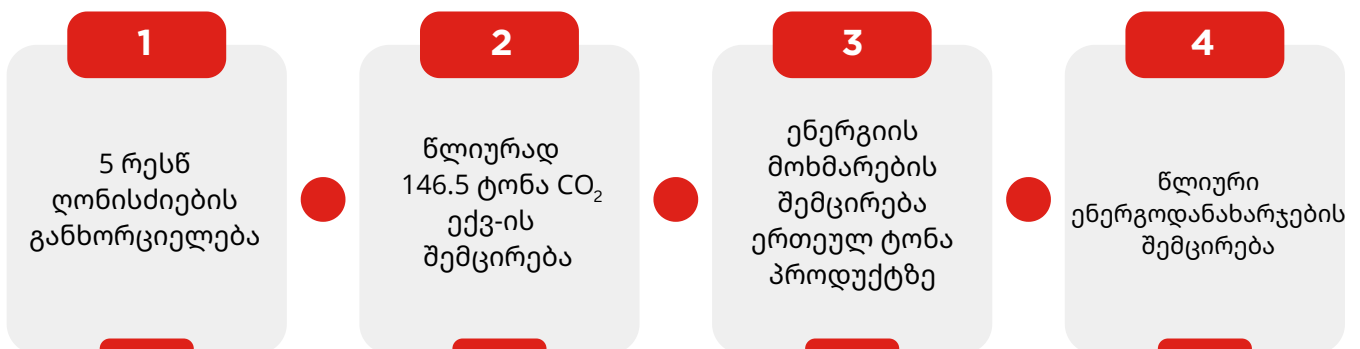 1
5 რესწ
ღონისძიების
განხორციელება
2
წლიურად
146.5 ტონა CO₂
ექვ-ის
შემცირება
3
ენერგიის
მოხმარების
შემცირება
ერთეულ ტონა
პროდუქტზე
4
წლიური
ენერგოდანახარჯების
შემცირება